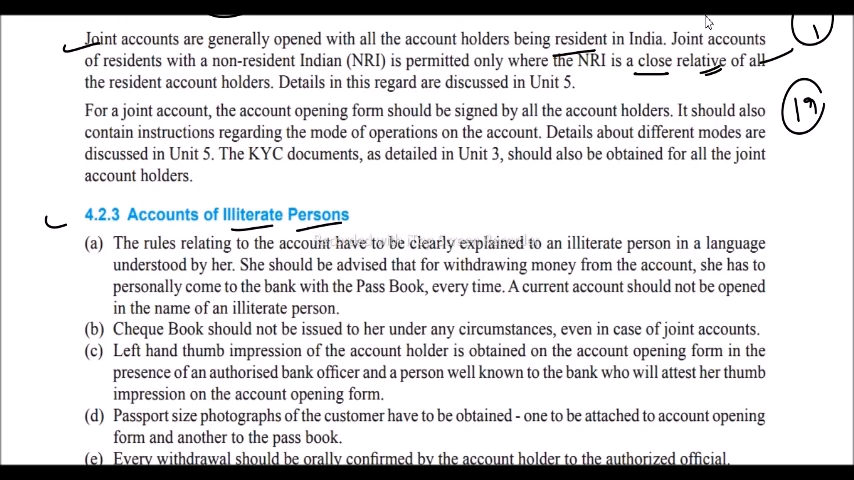 Joint accounts are generally opened with all the account holders being resident in India. Joint accounts
of residents with a non-resident Indian (NRI) is permitted only where the NRI is a close relative of all
the resident account holders. Details in this regard are discussed in Unit 5.
For a joint account, the account opening form should be signed by all the account holders. It should also
contain instructions regarding the mode of operations on the account. Details about different modes are
discussed in Unit 5. The KYC documents, as detailed in Unit 3, should also be obtained for all the joint
account holders.
4.2.3 Accounts of Illiterate Persons
(a) The rules relating to the account have to be clearly explained to an illiterate person in a language
understood by her. She should be advised that for withdrawing money from the account, she has to
personally come to the bank with the Pass Book, every time. A current account should not be opened
in the name of an illiterate person.
(b) Cheque Book should not be issued to her under any circumstances, even in case of joint accounts.
(c) Left hand thumb impression of the account holder is obtained on the account opening form in the
presence of an authorised bank officer and a person well known to the bank who will attest her thumb
impression on the account opening form.
(d) Passport size photographs of the customer have to be obtained - one to be attached to account opening
form and another to the pass book.
(e) Every withdrawal should be orally confirmed by the account holder to the authorized official.